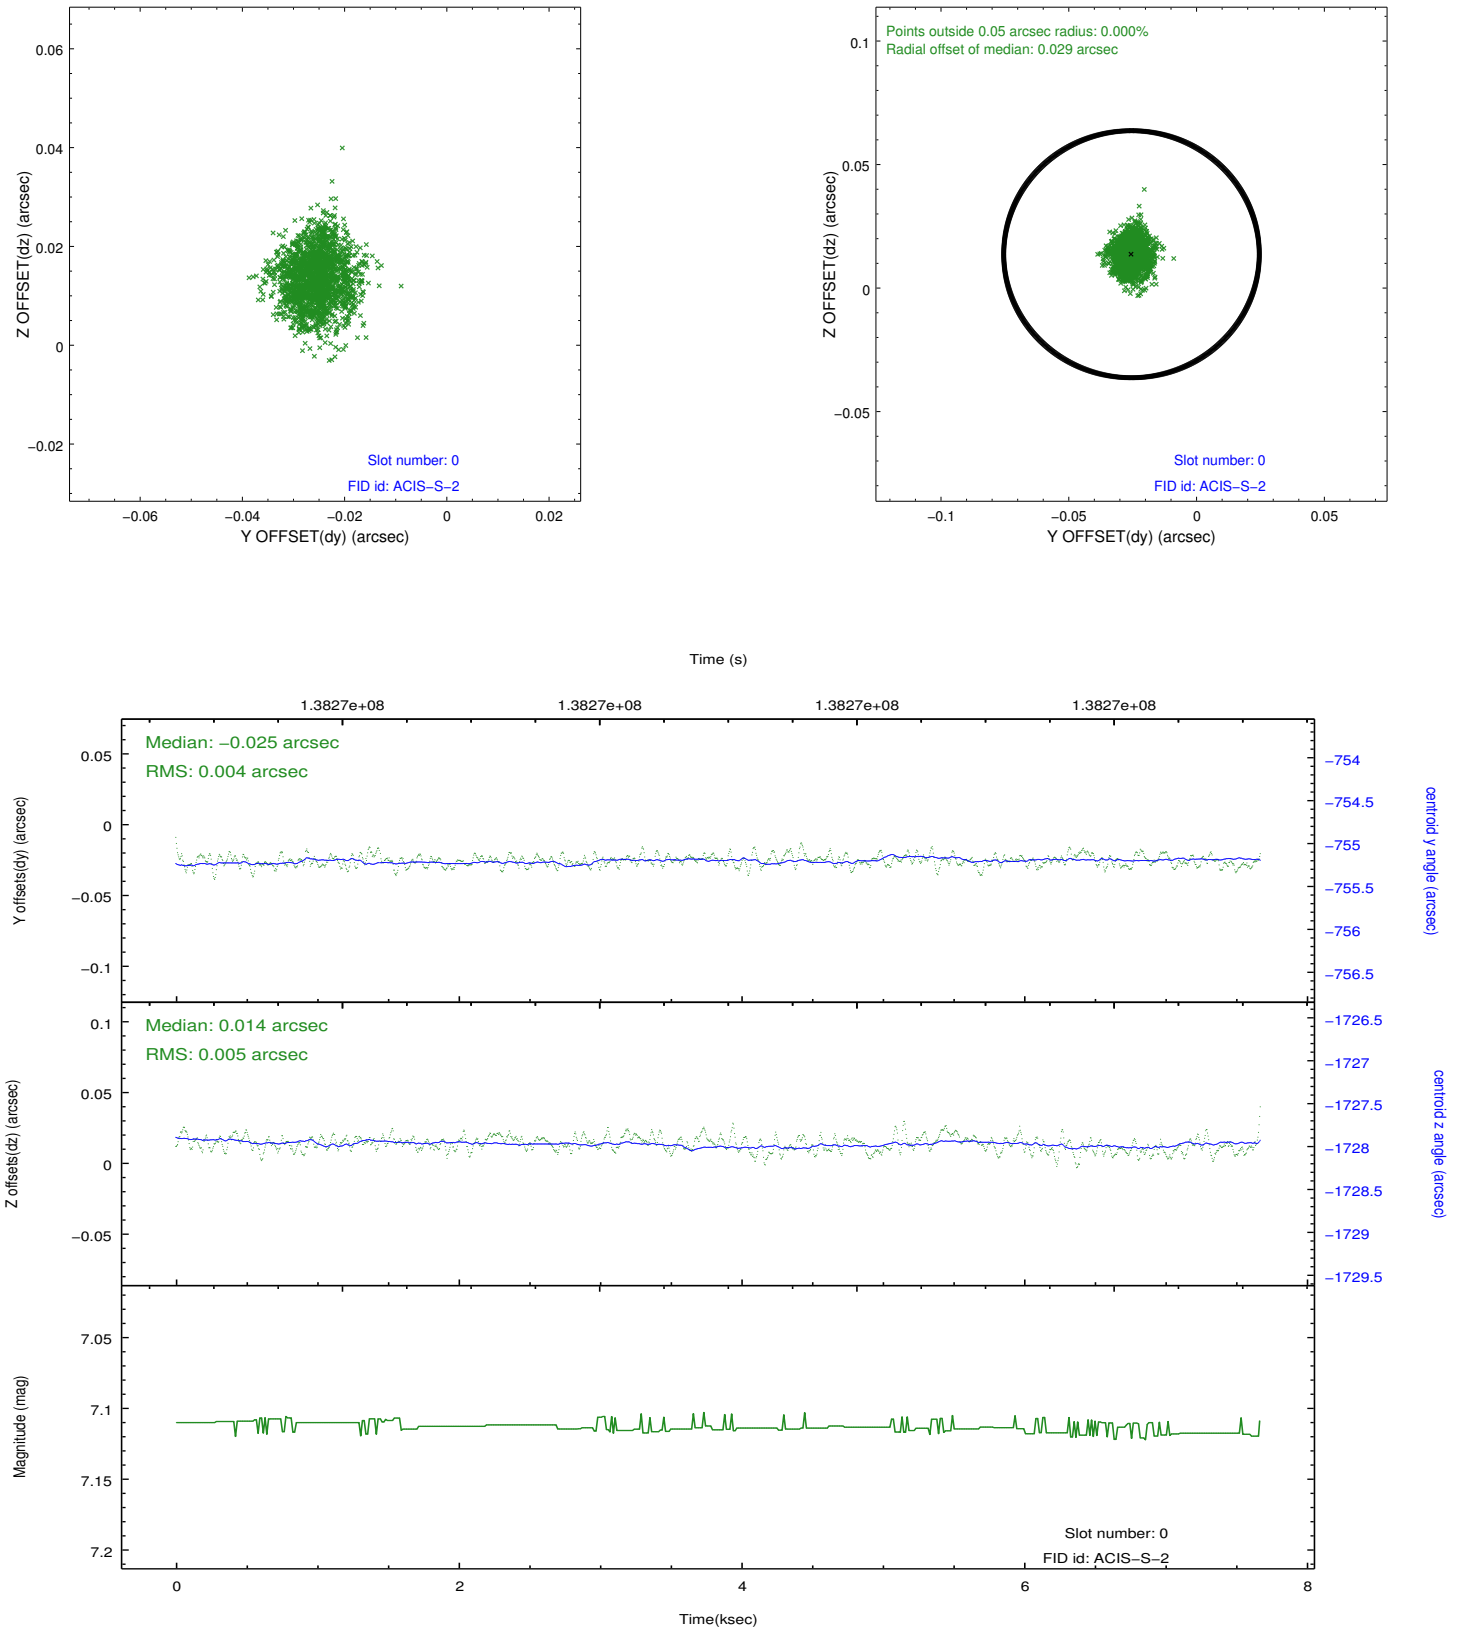 0.06
0.04
0.02
0
−0.02
Z OFFSET(dz) (arcsec)
Slot number: 0
FID id: ACIS−S−2
−0.06
−0.04
−0.02
0
0.02
Y OFFSET(dy) (arcsec)
Points outside 0.05 arcsec radius: 0.000%
Radial offset of median: 0.029 arcsec
0.1
0.05
0
−0.05
Z OFFSET(dz) (arcsec)
Slot number: 0
FID id: ACIS−S−2
−0.1
−0.05
0
0.05
Y OFFSET(dy) (arcsec)
Time (s)
1.3827e+08
1.3827e+08
1.3827e+08
1.3827e+08
Median: −0.025 arcsec
RMS: 0.004 arcsec
0.05
0
−0.05
−0.1
Y offsets(dy) (arcsec)
−754
−754.5
−755
−755.5
−756
−756.5
centroid y angle (arcsec)
Median: 0.014 arcsec
RMS: 0.005 arcsec
0.1
0.05
0
−0.05
Z offsets(dz) (arcsec)
−1726.5
−1727
−1727.5
−1728
−1728.5
−1729
−1729.5
centroid z angle (arcsec)
7.05
7.1
7.15
7.2
Magnitude (mag)
Slot number: 0
FID id: ACIS−S−2
0
2
4
6
8
Time(ksec)